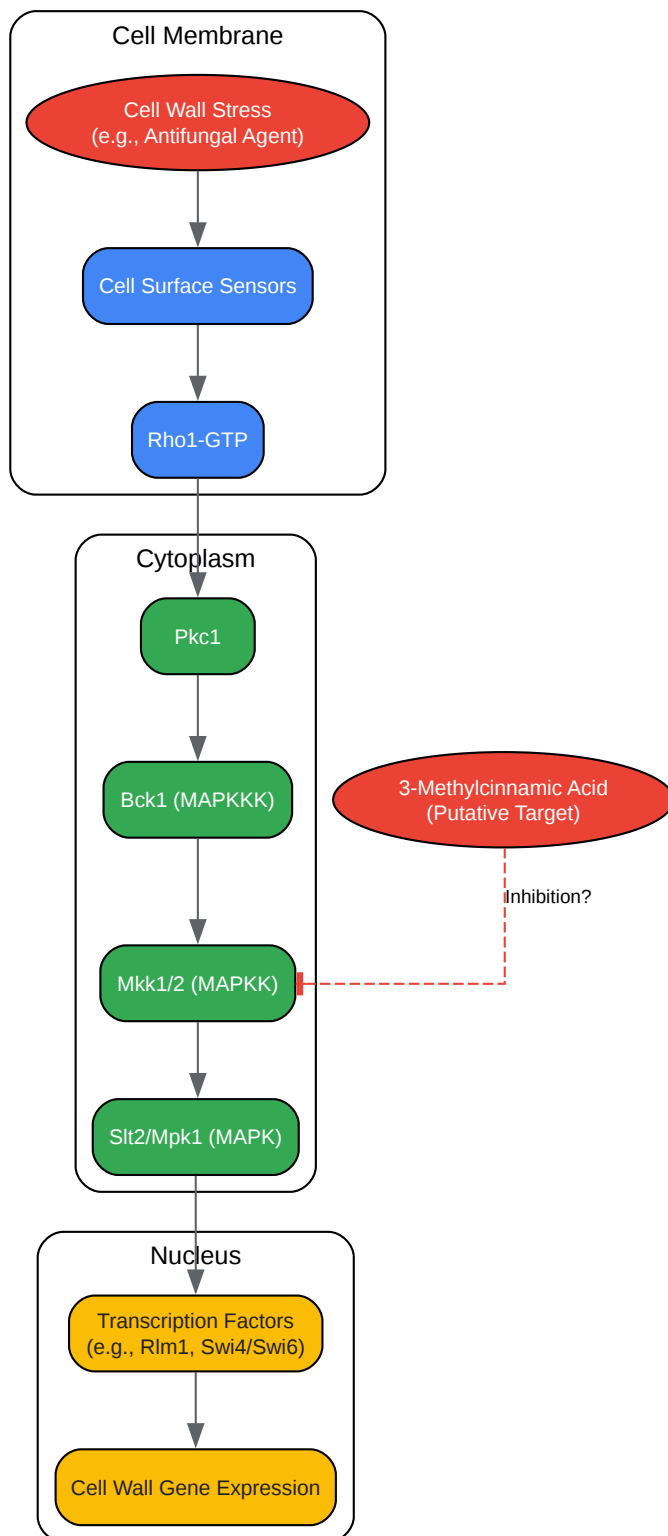 Cell Membrane
Cell Wall Stress
(e.g., Antifungal Agent)
Cell Surface Sensors
Rho1-GTP
Cytoplasm
Pkc1
Bck1 (MAPKKK)
3-Methylcinnamic Acid
(Putative Target)
Inhibition?
Mkk1/2 (MAPKK)
Slt2/Mpk1 (MAPK)
Nucleus
Transcription Factors
(e.g., Rlm1, Swi4/Swi6)
Cell Wall Gene Expression